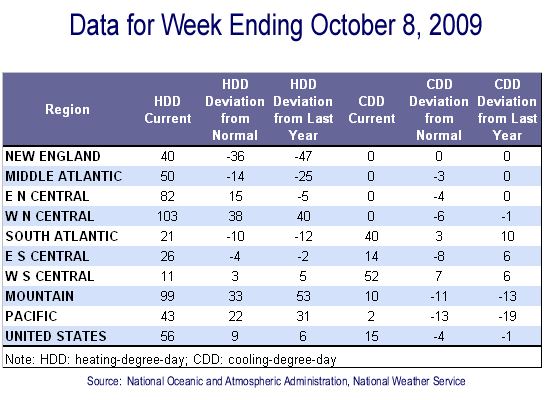 Data for Week Ending October 8, 2009
Region HDD Current HDD Deviation from Normal HDD Deviation from Last Year CDD Current CDD Deviation from Normal CDD Deviation from Last Year
NEW ENGLAND 40 -36 -47 0 0 0
MIDDLE ATLANTIC 50 -14 -25 0 -3 0
E N CENTRAL 82 15 -5 0 -4 0
W N CENTRAL 103 38 40 0 -6 -1
SOUTH ATLANTIC 21 -10 -12 40 3 10
E S CENTRAL 26 -4 -2 14 -8 6
W S CENTRAL 11 3 5 52 7 6
MOUNTAIN 99 33 53 10 -11 -13
PACIFIC 43 22 31 2 -13 -19
UNITED STATES 56 9 6 15 -4 -1
Note: HDD: heating-degree-day; CDD: cooling-degree-day
Source: National Oceanic and Atmospheric Administration, National Weather Service